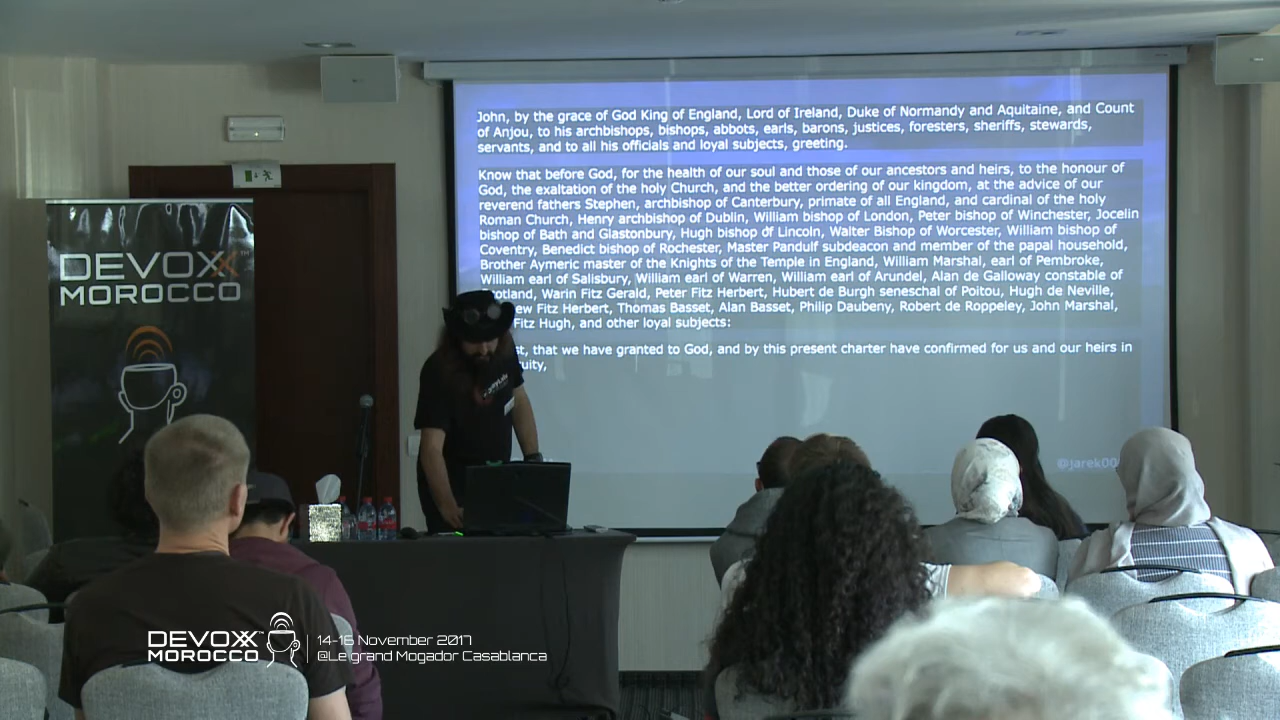 John, by the grace of God King of England, Lord of Ireland, Duke of Normandy and Aquitaine, and Count
of Anjou, to his archbishops, bishops, abbots, earls, barons, justices, foresters, sheriffs, stewards,
servants, and to all his officials and loyal subjects, greeting.
Know that before God, for the health of our soul and those of our ancestors and heirs, to the honour of
God, the exaltation of the holy Church, and the better ordering of our kingdom, at the advice of our
reverend fathers Stephen, archbishop of Canterbury, primate of all England, and cardinal of the holy
Roman Church, Henry archbishop of Dublin, William bishop of London, Peter bishop of Winchester, Jocelin
bishop of Bath and Glastonbury, Hugh bishop of Lincoln, Walter Bishop of Worcester, William bishop of
Coventry, Benedict bishop of Rochester, Master Pandulf subdeacon and member of the papal household,
Brother Aymeric master of the Knights of the Temple in England, William Marshal, earl of Pembroke,
William earl of Salisbury, William earl of Warren, William earl of Arundel, Alan de Galloway constable of
Warin Fitz Gerald, Peter Fitz Herbert, Hubert de Burgh seneschal of Poitou, Hugh de Neville,
Fitz Herbert, Thomas Basset, Alan Basset, Philip Daubeny, Robert de Roppeley, John Marshal,
Fitz Hugh, and other loyal subjects:
that we have granted to God, and by this present charter have confirmed for us and our heirs in
DEVOXX™
MOROCCO
DEVOXX™
MOROCCO
14-16 November 2017
@Le grand Mogador Casablanca